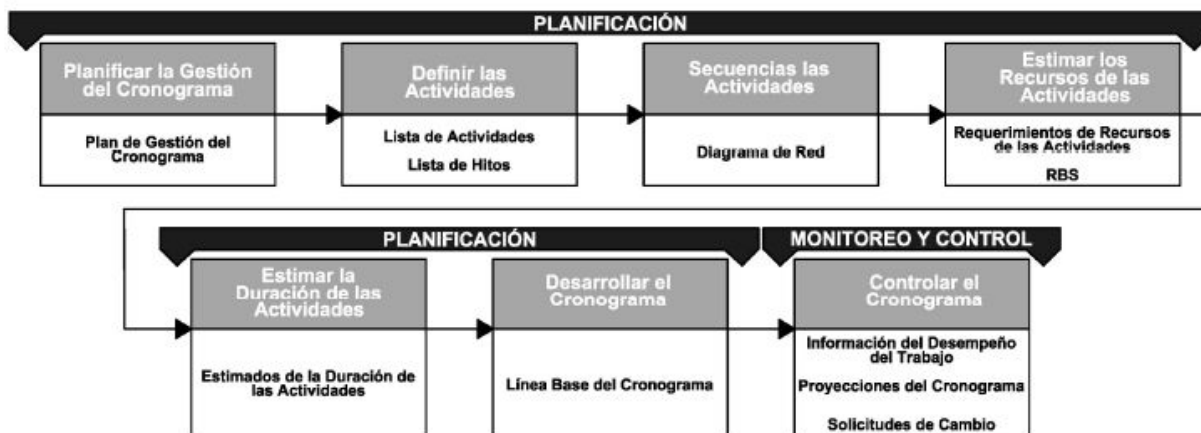 PLANIFICACIÓN
Planificar la Gestión
del Cronograma
Plan de Gestión del
Cronograma
Definir las
Actividades
Lista de Actividades
Lista de Hitos
Secuencias las
Actividades
Diagrama de Red
Estimar los
Recursos de las
Actividades
Requerimientos de Recursos
de las Actividades
RBS
PLANIFICACIÓN
Estimar la
Duración de las
Actividades
Estimados de la Duración de
las Actividades
Desarrollar el
Cronograma
Línea Base del Cronograma
MONITOREO Y CONTROL
Controlar el
Cronograma
Información del Desempeño
del Trabajo
Proyecciones del Cronograma
Solicitudes de Cambio